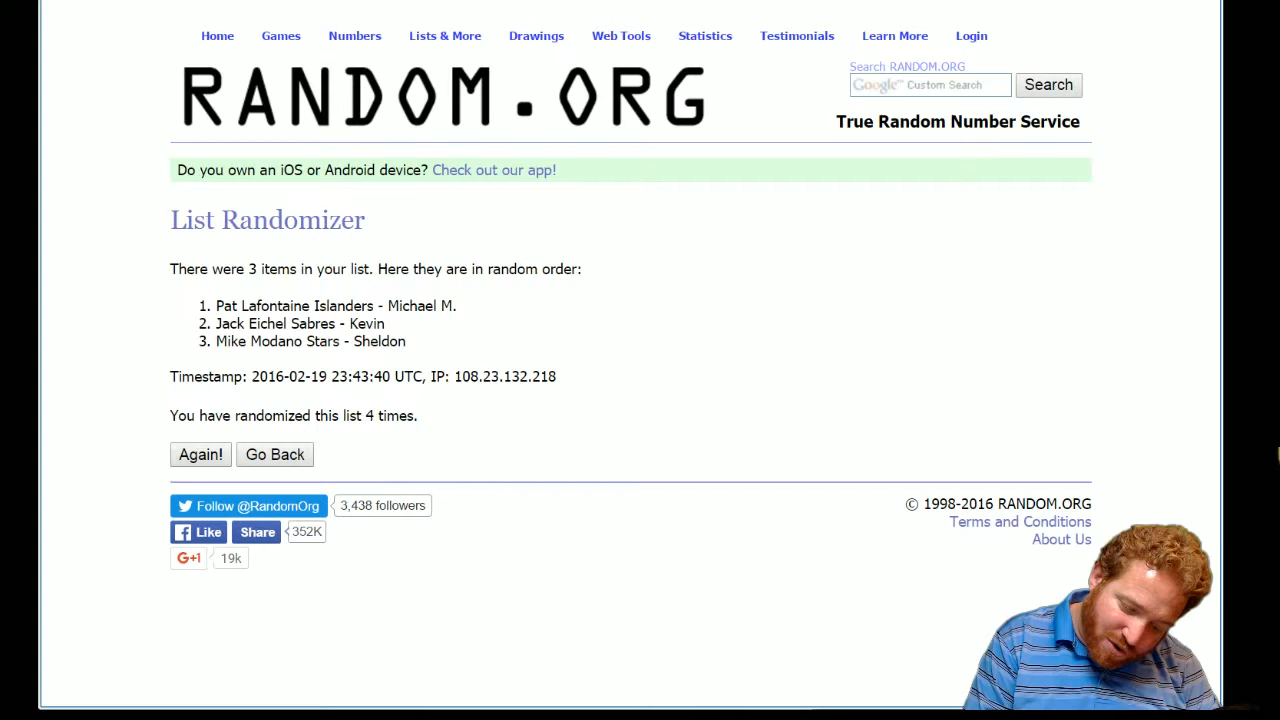 Home Games Numbers Lists & More Drawings Web Tools Statistics Testimonials Learn More Login
RANDOM.ORG
Search RANDOM.ORG
Google™ Custom Search Search
True Random Number Service
Do you own an iOS or Android device? Check out our app!
List Randomizer
There were 3 items in your list. Here they are in random order:
1. Pat Lafontaine Islanders - Michael M.
2. Jack Eichel Sabres - Kevin
3. Mike Modano Stars - Sheldon
Timestamp: 2016-02-19 23:43:40 UTC, IP: 108.23.132.218
You have randomized this list 4 times.
Again! Go Back
Follow @RandomOrg 3,438 followers
Like Share 352K
G+1 19k
© 1998-2016 RANDOM.ORG
Terms and Conditions
About Us